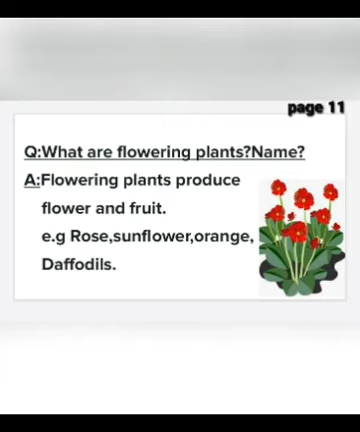 page 11
Q:What are flowering plants?Name?
A:Flowering plants produce
flower and fruit.
e.g Rose,sunflower,orange,
Daffodils.